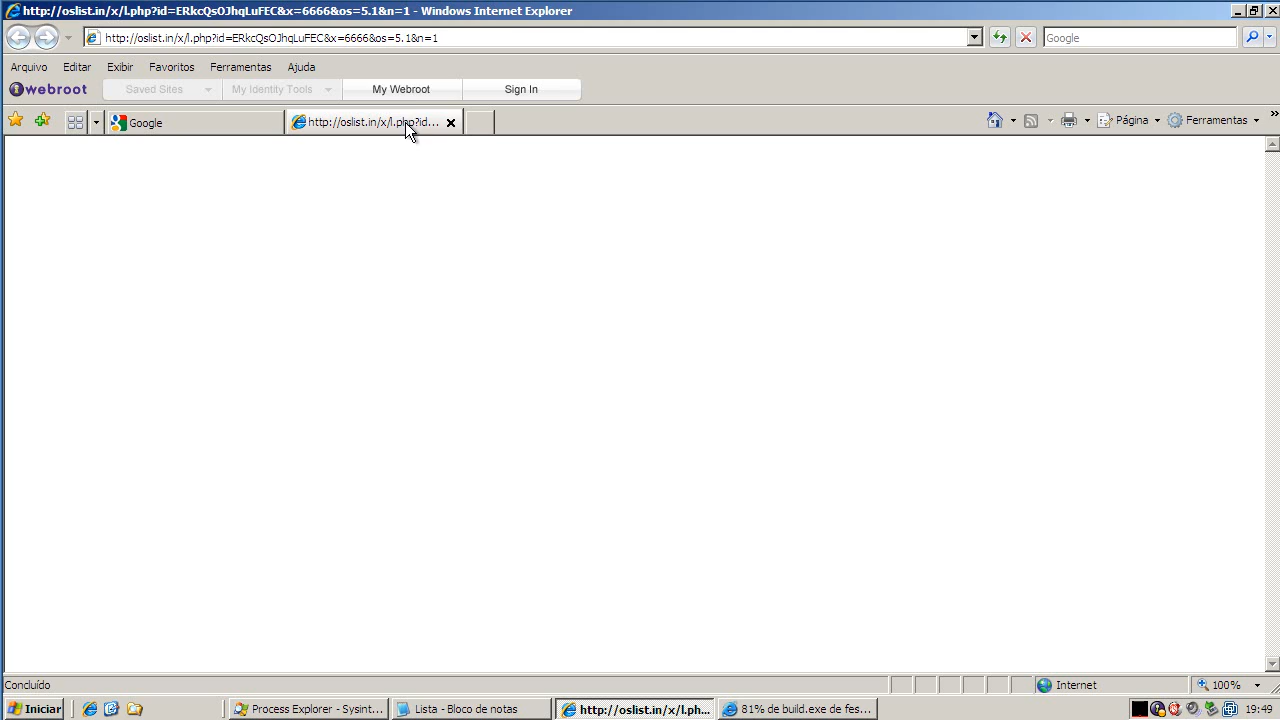 http://oslist.in/x/l.php?id=ERkcQsOJhqLuFEC&x=6666&os=5.1&n=1 - Windows Internet Explorer
http://oslist.in/x/l.php?id=ERkcQsOJhqLuFEC&x=6666&os=5.1&n=1
Google
Arquivo Editar Exibir Favoritos Ferramentas Ajuda
webroot Saved Sites My Identity Tools My Webroot Sign In
Google http://oslist.in/x/l.php?id... Página Ferramentas
Concluído Internet 100%
Iniciar Process Explorer - Sysint... Lista - Bloco de notas http://oslist.in/x/l.ph... 81% de build.exe de fes... 19:49